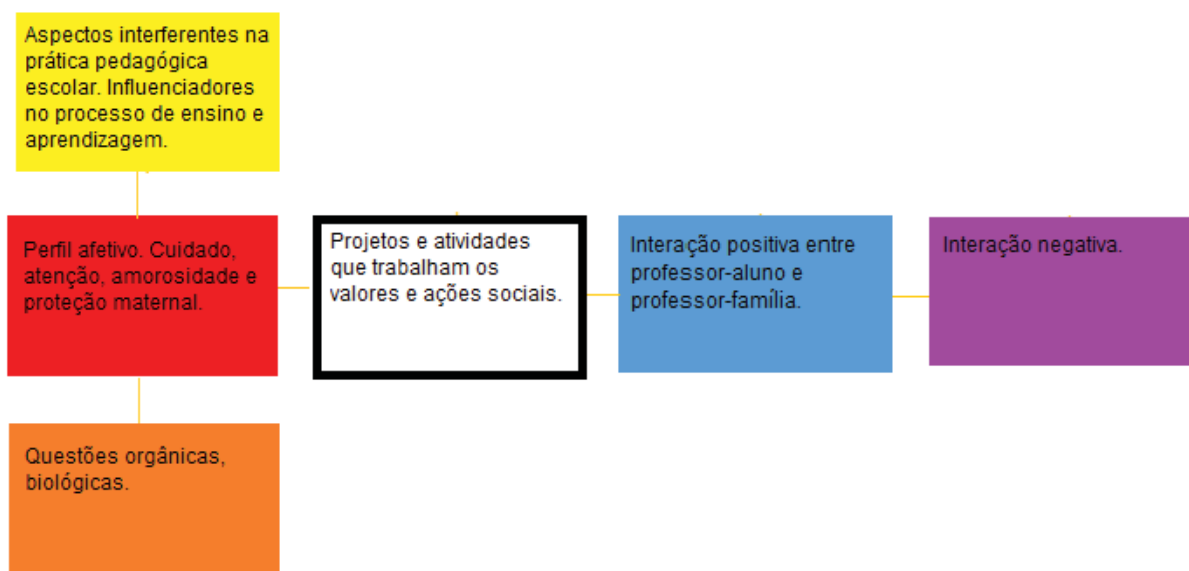 Aspectos interferentes na
prática pedagógica
escolar. Influenciadores
no processo de ensino e
aprendizagem.
Perfil afetivo. Cuidado,
atenção, amorosidade e
proteção maternal.
Projetos e atividades
que trabalham os
valores e ações sociais.
Interação positiva entre
professor-aluno e
professor-família.
Interação negativa.
Questões orgânicas,
biológicas.